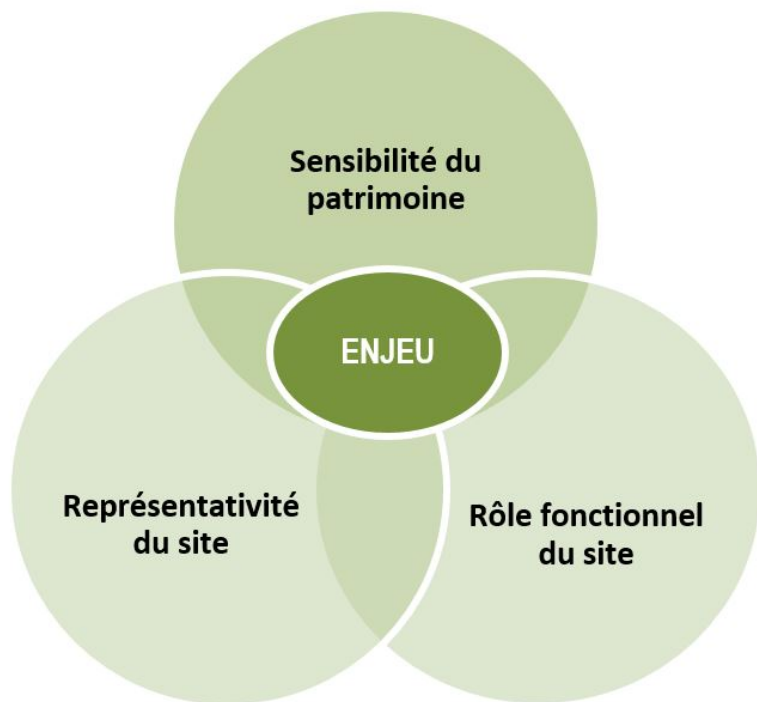 Sensibilité du
patrimoine
ENJEU
Représentativité
du site
Rôle fonctionnel
du site